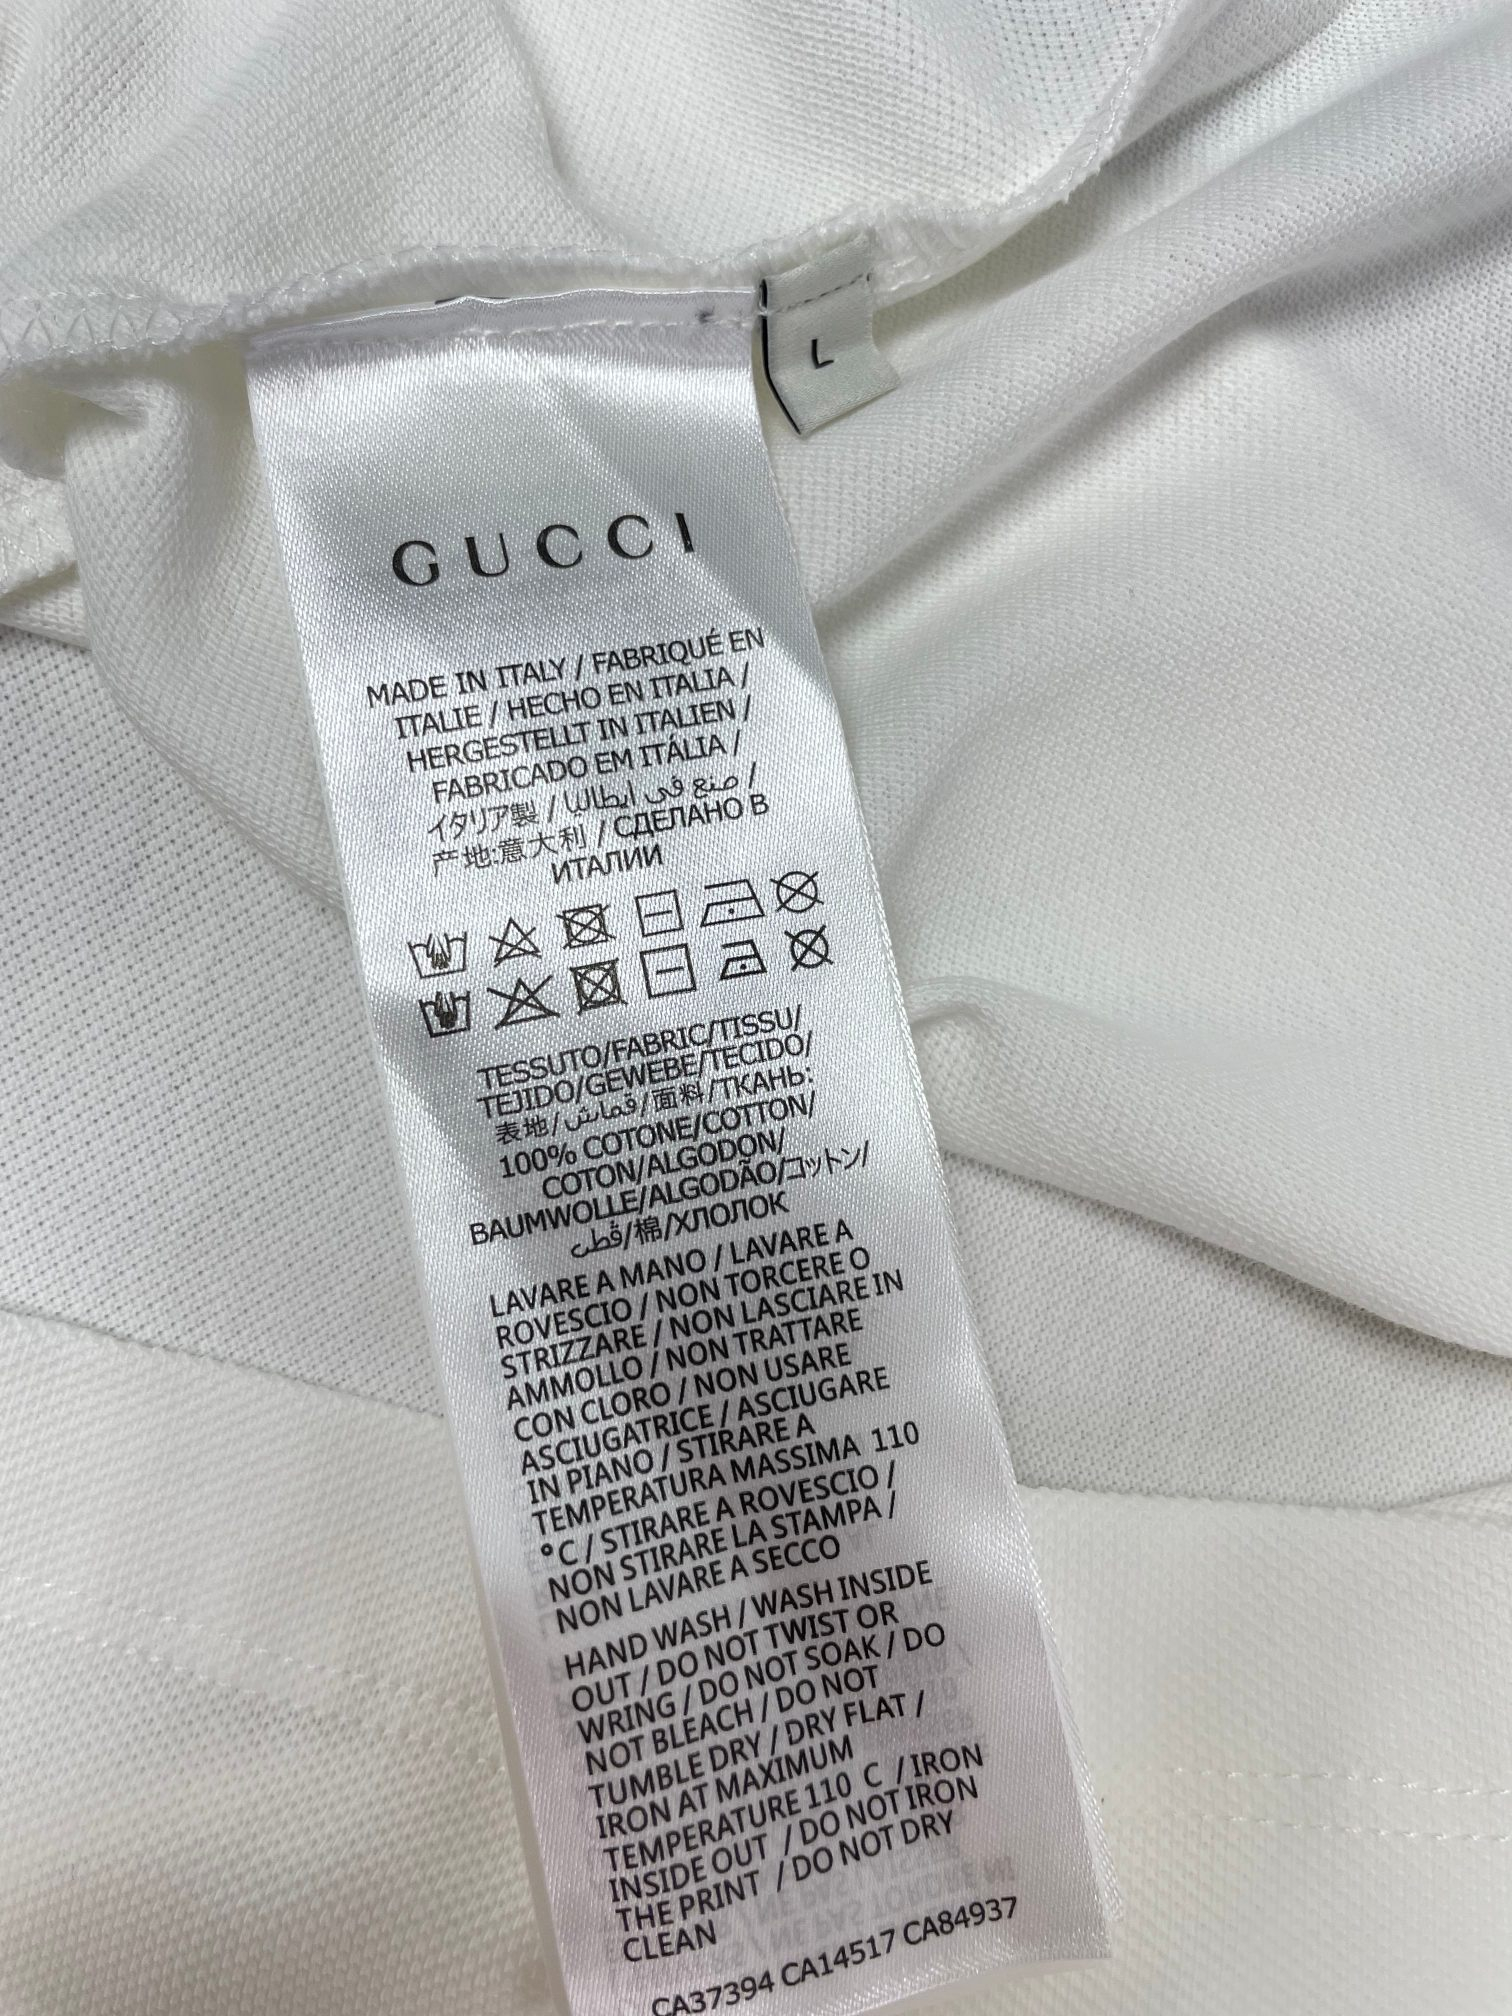 L
GUCCI
MADE IN ITALY / FABRIQUÉ EN
ITALIE / HECHO EN ITALIA /
HERGESTELLT IN ITALIEN /
FABRICADO EM ITÁLIA /
イタリア製 / صنع في ايطاليا /
产地:意大利 / СДЕЛАНО В
ИТАЛИИ
TESSUTO/FABRIC/TISSU/
TEJIDO/GEWEBE/TECIDO/
表地/قماش/面料/ТКАНЬ:
100% COTONE/COTTON/
COTON/ALGODON/
BAUMWOLLE/ALGODÃO/コットン/
قطن/棉/ХЛОПОК
LAVARE A MANO / LAVARE A
ROVESCIO / NON TORCERE O
STRIZZARE / NON LASCIARE IN
AMMOLLO / NON TRATTARE
CON CLORO / NON USARE
ASCIUGATRICE / ASCIUGARE
IN PIANO / STIRARE A
TEMPERATURA MASSIMA 110
°C / STIRARE A ROVESCIO /
NON STIRARE LA STAMPA /
NON LAVARE A SECCO
HAND WASH / WASH INSIDE
OUT / DO NOT TWIST OR
WRING / DO NOT SOAK / DO
NOT BLEACH / DO NOT
TUMBLE DRY / DRY FLAT /
IRON AT MAXIMUM
TEMPERATURE 110 C / IRON
INSIDE OUT / DO NOT IRON
THE PRINT / DO NOT DRY
CLEAN
CA37394 CA14517 CA84937